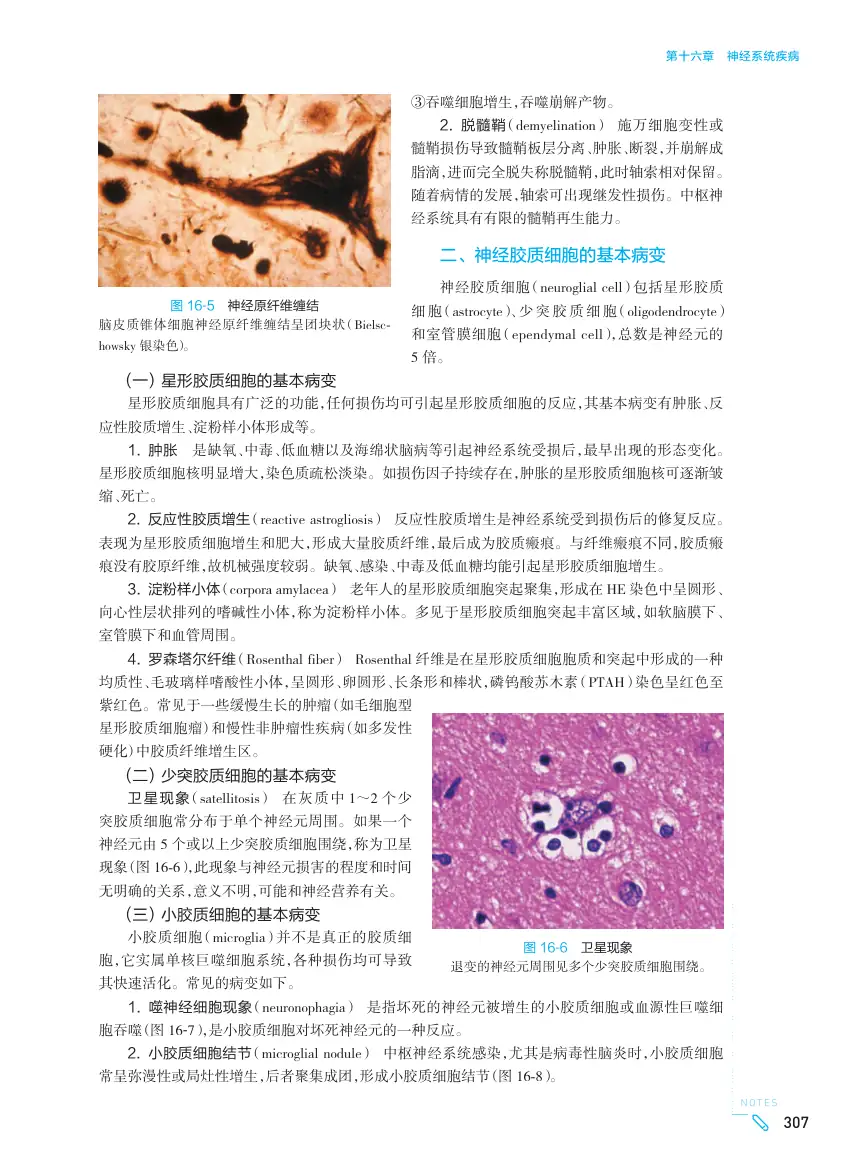 第十六章　神经系统疾病
图 16-5　神经原纤维缠结
脑皮质锥体细胞神经原纤维缠结呈团块状（Bielsc-
howsky 银染色）。
③吞噬细胞增生，吞噬崩解产物。
2. 脱髓鞘（demyelination）　施万细胞变性或
髓鞘损伤导致髓鞘板层分离、肿胀、断裂，并崩解成
脂滴，进而完全脱失称脱髓鞘，此时轴索相对保留。
随着病情的发展，轴索可出现继发性损伤。中枢神
经系统具有有限的髓鞘再生能力。
二、神经胶质细胞的基本病变
神经胶质细胞（neuroglial cell）包括星形胶质
细胞（astrocyte）、少突胶质细胞（oligodendrocyte）
和室管膜细胞（ependymal cell），总数是神经元的
5 倍。
（一）星形胶质细胞的基本病变
星形胶质细胞具有广泛的功能，任何损伤均可引起星形胶质细胞的反应，其基本病变有肿胀、反
应性胶质增生、淀粉样小体形成等。
1. 肿胀　是缺氧、中毒、低血糖以及海绵状脑病等引起神经系统受损后，最早出现的形态变化。
星形胶质细胞核明显增大，染色质疏松淡染。如损伤因子持续存在，肿胀的星形胶质细胞核可逐渐皱
缩、死亡。
2. 反应性胶质增生（reactive astrogliosis）　反应性胶质增生是神经系统受到损伤后的修复反应。
表现为星形胶质细胞增生和肥大，形成大量胶质纤维，最后成为胶质瘢痕。与纤维瘢痕不同，胶质瘢
痕没有胶原纤维，故机械强度较弱。缺氧、感染、中毒及低血糖均能引起星形胶质细胞增生。
3. 淀粉样小体（corpora amylacea）　老年人的星形胶质细胞突起聚集，形成在 HE 染色中呈圆形、
向心性层状排列的嗜碱性小体，称为淀粉样小体。多见于星形胶质细胞突起丰富区域，如软脑膜下、
室管膜下和血管周围。
4. 罗森塔尔纤维（Rosenthal fiber）　Rosenthal 纤维是在星形胶质细胞胞质和突起中形成的一种
均质性、毛玻璃样嗜酸性小体，呈圆形、卵圆形、长条形和棒状，磷钨酸苏木素（PTAH）染色呈红色至
紫红色。常见于一些缓慢生长的肿瘤（如毛细胞型
星形胶质细胞瘤）和慢性非肿瘤性疾病（如多发性
硬化）中胶质纤维增生区。
（二）少突胶质细胞的基本病变
卫星现象（satellitosis）　在灰质中 1～2 个少
突胶质细胞常分布于单个神经元周围。如果一个
神经元由 5 个或以上少突胶质细胞围绕，称为卫星
现象（图 16-6），此现象与神经元损害的程度和时间
无明确的关系，意义不明，可能和神经营养有关。
（三）小胶质细胞的基本病变
小胶质细胞（microglia）并不是真正的胶质细
胞，它实属单核巨噬细胞系统，各种损伤均可导致
其快速活化。常见的病变如下。
图 16-6　卫星现象
退变的神经元周围见多个少突胶质细胞围绕。
1. 噬神经细胞现象（neuronophagia）　是指坏死的神经元被增生的小胶质细胞或血源性巨噬细
胞吞噬（图 16-7），是小胶质细胞对坏死神经元的一种反应。
2. 小胶质细胞结节（microglial nodule）　中枢神经系统感染，尤其是病毒性脑炎时，小胶质细胞
常呈弥漫性或局灶性增生，后者聚集成团，形成小胶质细胞结节（图 16-8）。
NOTES
307